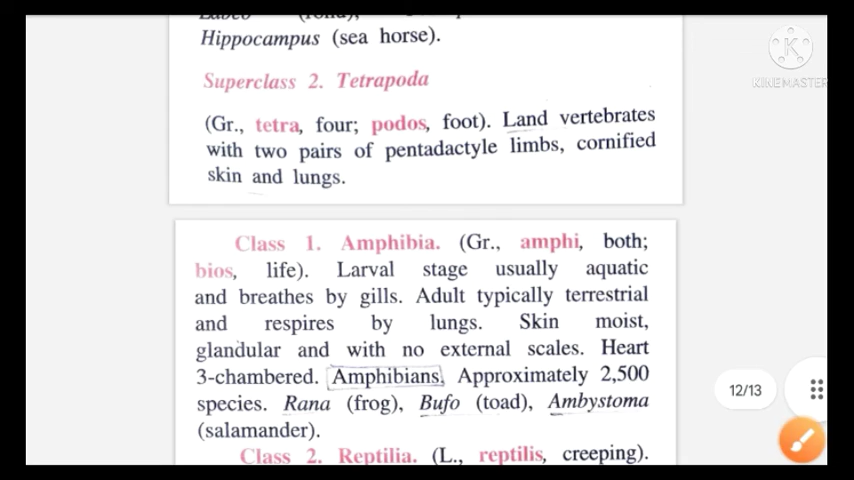 Labeo
Hippocampus (sea horse).
KINEMASTER
Superclass 2. Tetrapoda
(Gr., tetra, four; podos, foot). Land vertebrates
with two pairs of pentadactyle limbs, cornified
skin and lungs.
Class 1. Amphibia. (Gr., amphi, both;
bios, life). Larval stage usually aquatic
and breathes by gills. Adult typically terrestrial
and respires by lungs. Skin moist,
glandular and with no external scales. Heart
3-chambered. Amphibians. Approximately 2,500
12/13
species. Rana (frog), Bufo (toad), Ambystoma
(salamander).
Class 2. Reptilia. (L., reptilis, creeping).